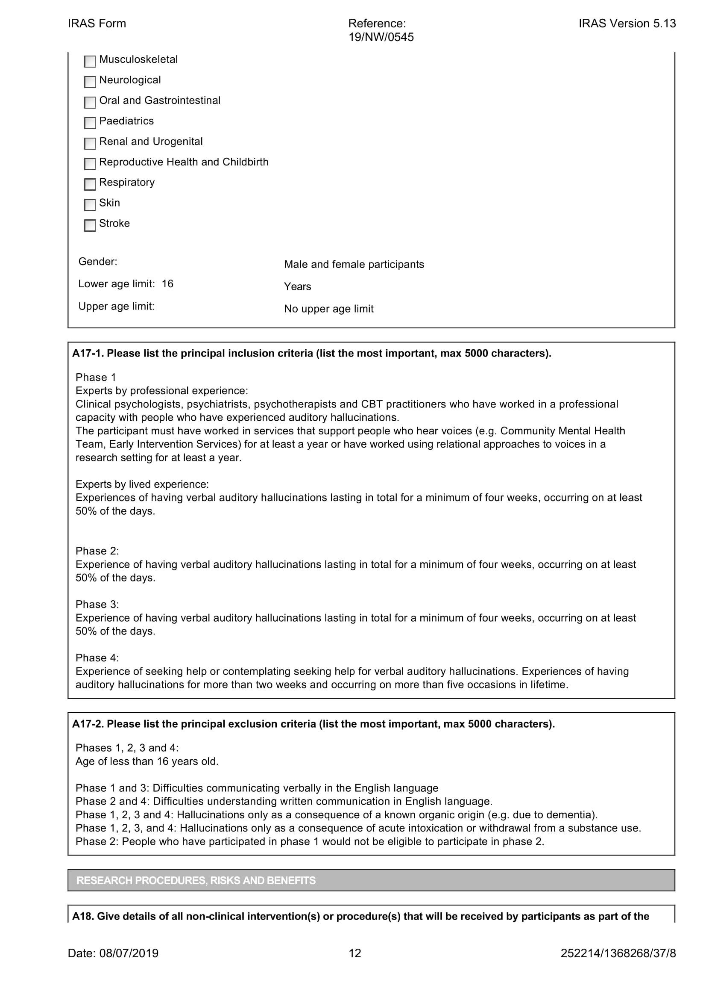 IRAS Form
Reference:
19/NW/0545
IRAS Version 5.13
Musculoskeletal
Neurological
Oral and Gastrointestinal
Paediatrics
Renal and Urogenital
Reproductive Health and Childbirth
Respiratory
Skin
Stroke
Gender:
Male and female participants
Lower age limit: 16
Years
Upper age limit:
No upper age limit
A17-1. Please list the principal inclusion criteria (list the most important, max 5000 characters).
Phase 1
Experts by professional experience:
Clinical psychologists, psychiatrists, psychotherapists and CBT practitioners who have worked in a professional
capacity with people who have experienced auditory hallucinations.
The participant must have worked in services that support people who hear voices (e.g. Community Mental Health
Team, Early Intervention Services) for at least a year or have worked using relational approaches to voices in a
research setting for at least a year.
Experts by lived experience:
Experiences of having verbal auditory hallucinations lasting in total for a minimum of four weeks, occurring on at least
50% of the days.
Phase 2:
Experience of having verbal auditory hallucinations lasting in total for a minimum of four weeks, occurring on at least
50% of the days.
Phase 3:
Experience of having verbal auditory hallucinations lasting in total for a minimum of four weeks, occurring on at least
50% of the days.
Phase 4:
Experience of seeking help or contemplating seeking help for verbal auditory hallucinations. Experiences of having
auditory hallucinations for more than two weeks and occurring on more than five occasions in lifetime.
A17-2. Please list the principal exclusion criteria (list the most important, max 5000 characters).
Phases 1, 2, 3 and 4:
Age of less than 16 years old.
Phase 1 and 3: Difficulties communicating verbally in the English language
Phase 2 and 4: Difficulties understanding written communication in English language.
Phase 1, 2, 3 and 4: Hallucinations only as a consequence of a known organic origin (e.g. due to dementia).
Phase 1, 2, 3, and 4: Hallucinations only as a consequence of acute intoxication or withdrawal from a substance use.
Phase 2: People who have participated in phase 1 would not be eligible to participate in phase 2.
RESEARCH PROCEDURES, RISKS AND BENEFITS
A18. Give details of all non-clinical intervention(s) or procedure(s) that will be received by participants as part of the
Date: 08/07/2019
12
252214/1368268/37/8